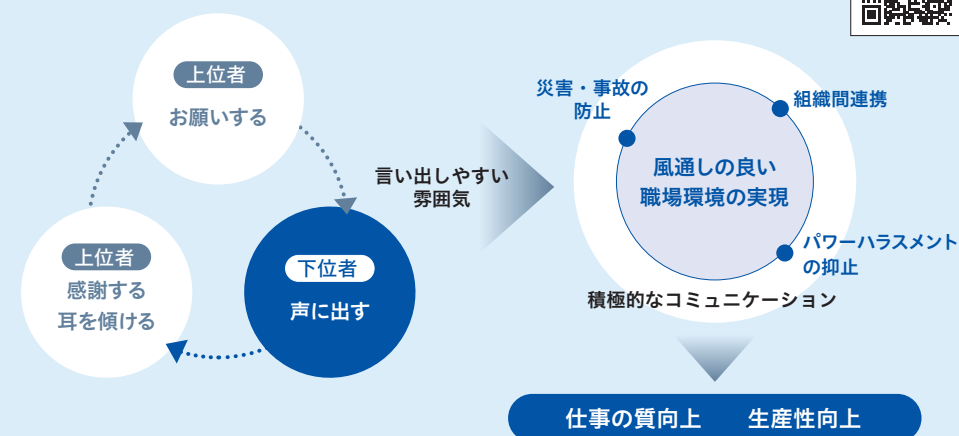 上位者
お願いする
下位者
声に出す
上位者
感謝する
耳を傾ける
言い出しやすい
雰囲気
災害・事故の
防止
組織間連携
風通しの良い
職場環境の実現
パワーハラスメント
の抑止
積極的なコミュニケーション
仕事の質向上　生産性向上